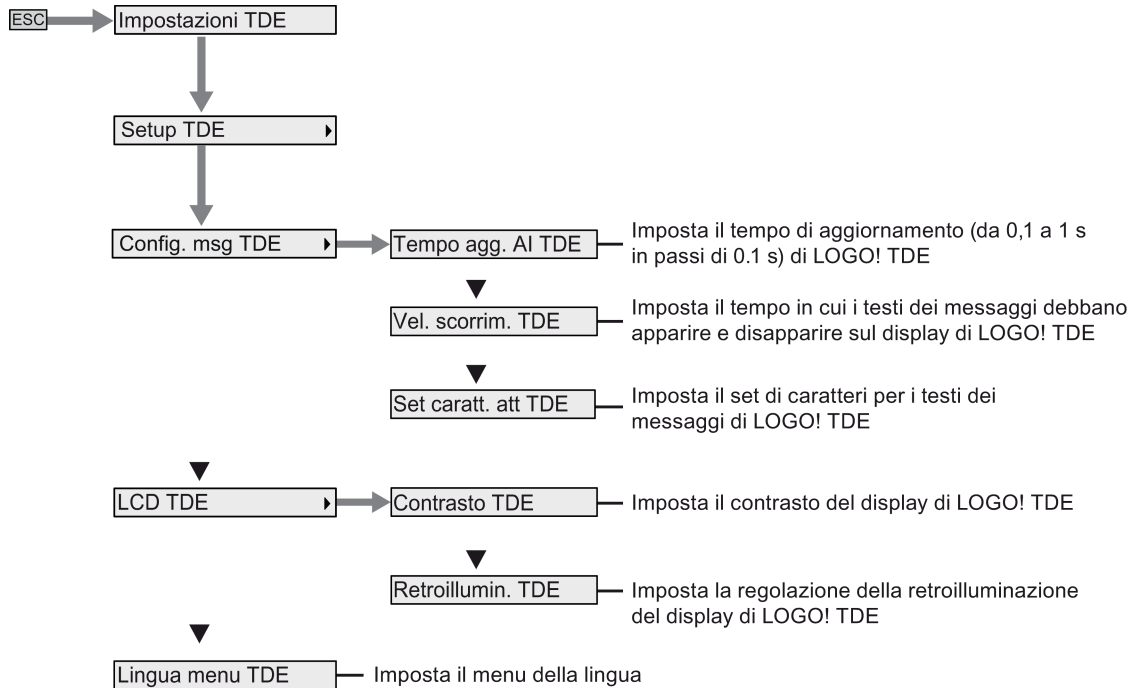 ESC
Impostazioni TDE
Setup TDE
Config. msg TDE
Tempo agg. AI TDE
Imposta il tempo di aggiornamento (da 0,1 a 1 s
in passi di 0.1 s) di LOGO! TDE
Vel. scorrim. TDE
Imposta il tempo in cui i testi dei messaggi debbano
apparire e disapparire sul display di LOGO! TDE
Set caratt. att TDE
Imposta il set di caratteri per i testi dei
messaggi di LOGO! TDE
LCD TDE
Contrasto TDE
Imposta il contrasto del display di LOGO! TDE
Retroillumin. TDE
Imposta la regolazione della retroilluminazione
del display di LOGO! TDE
Lingua menu TDE
Imposta il menu della lingua